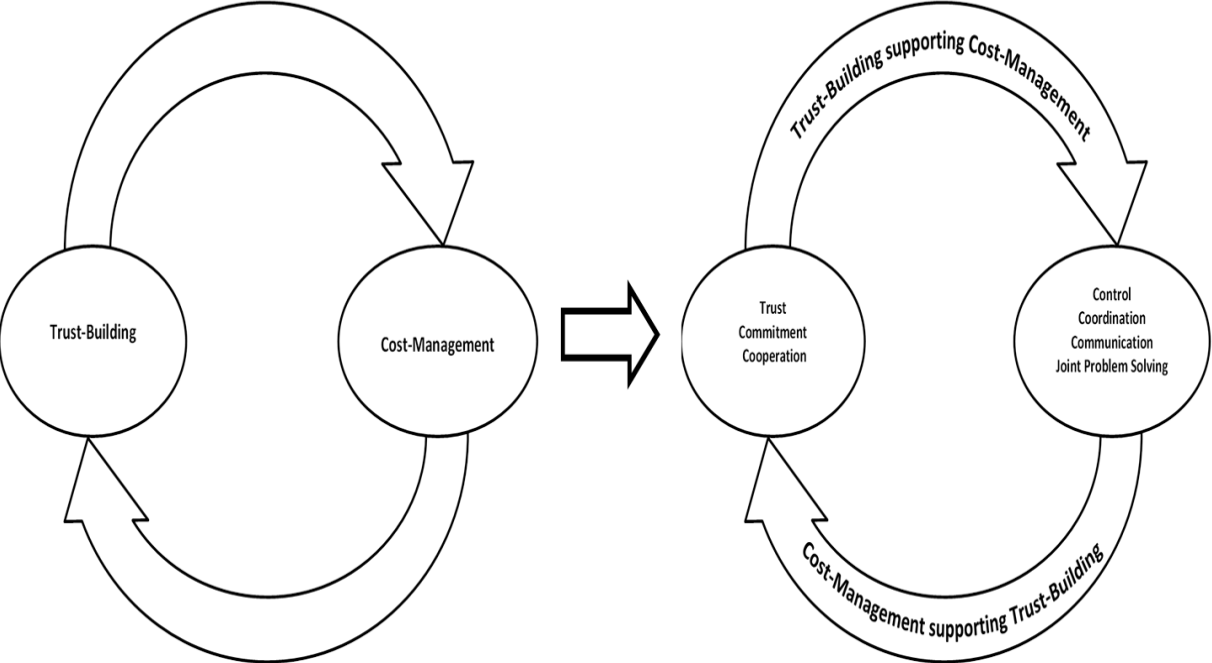 Trust-Building
Cost-Management
Trust-Building supporting Cost-Management
Trust
Commitment
Cooperation
Control
Coordination
Communication
Joint Problem Solving
Cost-Management supporting Trust-Building